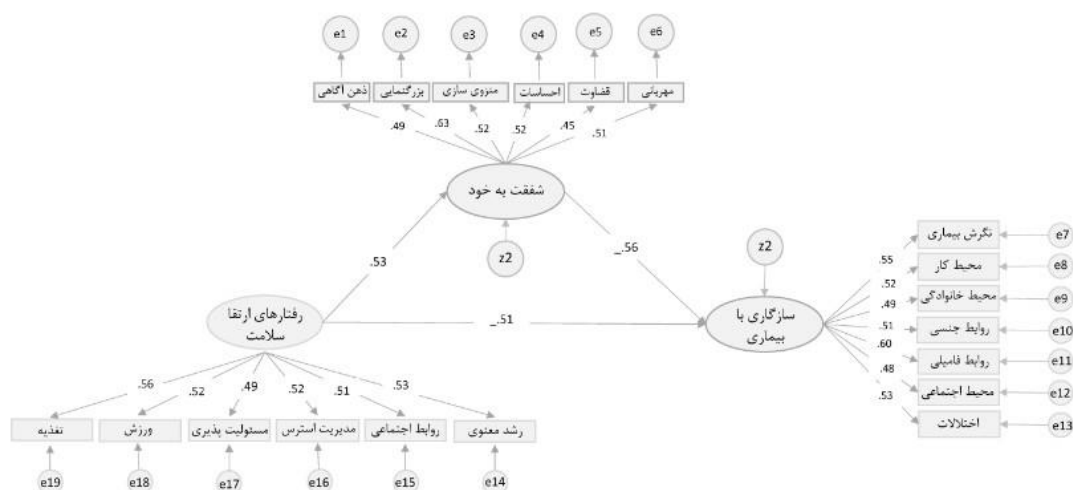 e1 e2 e3 e4 e5 e6
ذهن آگاهی بزرگنمایی منزوی سازی احساسات قضاوت مهربانی
.49 .63 .52 .52 .45 .51
شفقت به خود
z2
.53
_.56
z2
رفتارهای ارتقا
سلامت
_.51
سازگاری با
بیماری
.55 نگرش بیماری e7
.52 محیط کار e8
.49 محیط خانوادگی e9
.51 روابط جنسی e10
.60 روابط فامیلی e11
.48 محیط اجتماعی e12
.53 اختلالات e13
.56 .52 .49 .52 .51 .53
تغذیه ورزش مسئولیت پذیری مدیریت استرس روابط اجتماعی رشد معنوی
e19 e18 e17 e16 e15 e14